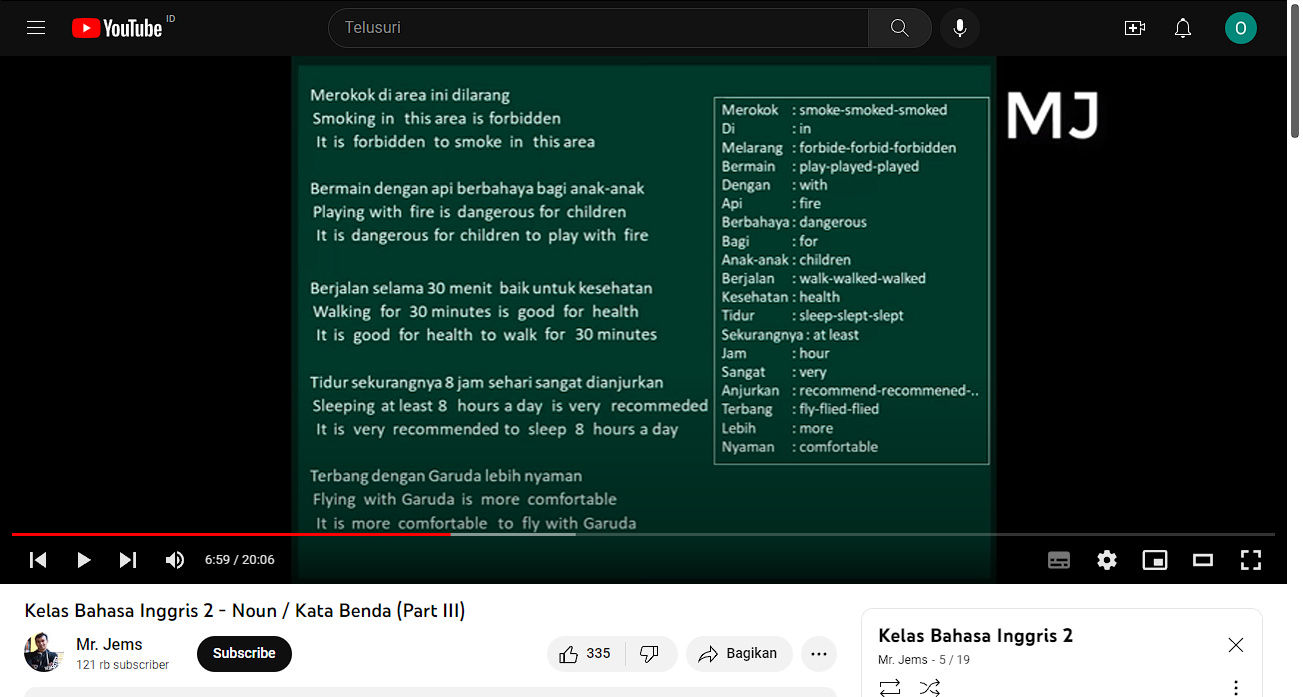 YouTube ID
Telusuri
O
Merokok di area ini dilarang
Smoking in this area is forbidden
It is forbidden to smoke in this area
Bermain dengan api berbahaya bagi anak-anak
Playing with fire is dangerous for children
It is dangerous for children to play with fire
Berjalan selama 30 menit baik untuk kesehatan
Walking for 30 minutes is good for health
It is good for health to walk for 30 minutes
Tidur sekurangnya 8 jam sehari sangat dianjurkan
Sleeping at least 8 hours a day is very recommeded
It is very recommended to sleep 8 hours a day
Terbang dengan Garuda lebih nyaman
Flying with Garuda is more comfortable
It is more comfortable to fly with Garuda
Merokok : smoke-smoked-smoked
Di : in
Melarang : forbide-forbid-forbidden
Bermain : play-played-played
Dengan : with
Api : fire
Berbahaya : dangerous
Bagi : for
Anak-anak : children
Berjalan : walk-walked-walked
Kesehatan : health
Tidur : sleep-slept-slept
Sekurangnya : at least
Jam : hour
Sangat : very
Anjurkan : recommend-recommened-..
Terbang : fly-flied-flied
Lebih : more
Nyaman : comfortable
MJ
6:59 / 20:06
Kelas Bahasa Inggris 2 - Noun / Kata Benda (Part III)
Mr. Jems
121 rb subscriber
Subscribe
335
Bagikan
Kelas Bahasa Inggris 2
Mr. Jems - 5 / 19